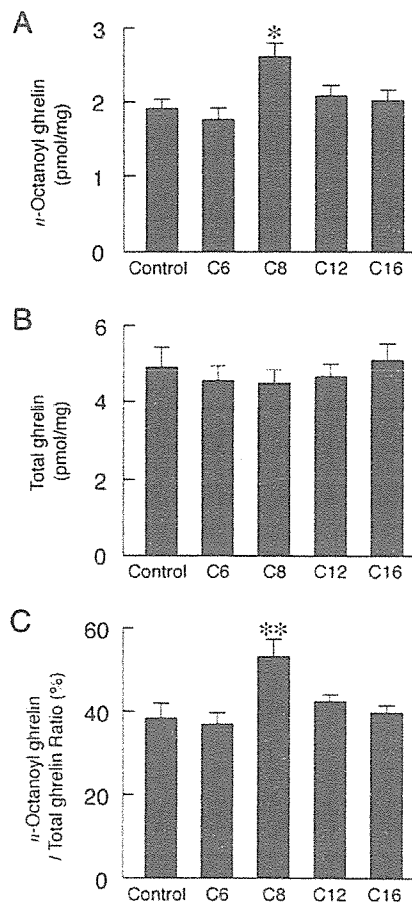 A
n-Octanoyl ghrelin
(pmol/mg)
3
2
1
0
*
Control C6 C8 C12 C16
B
Total ghrelin
(pmol/mg)
6
4
2
0
Control C6 C8 C12 C16
C
n-Octanoyl ghrelin
/ Total ghrelin Ratio (%)
60
40
20
0
**
Control C6 C8 C12 C16